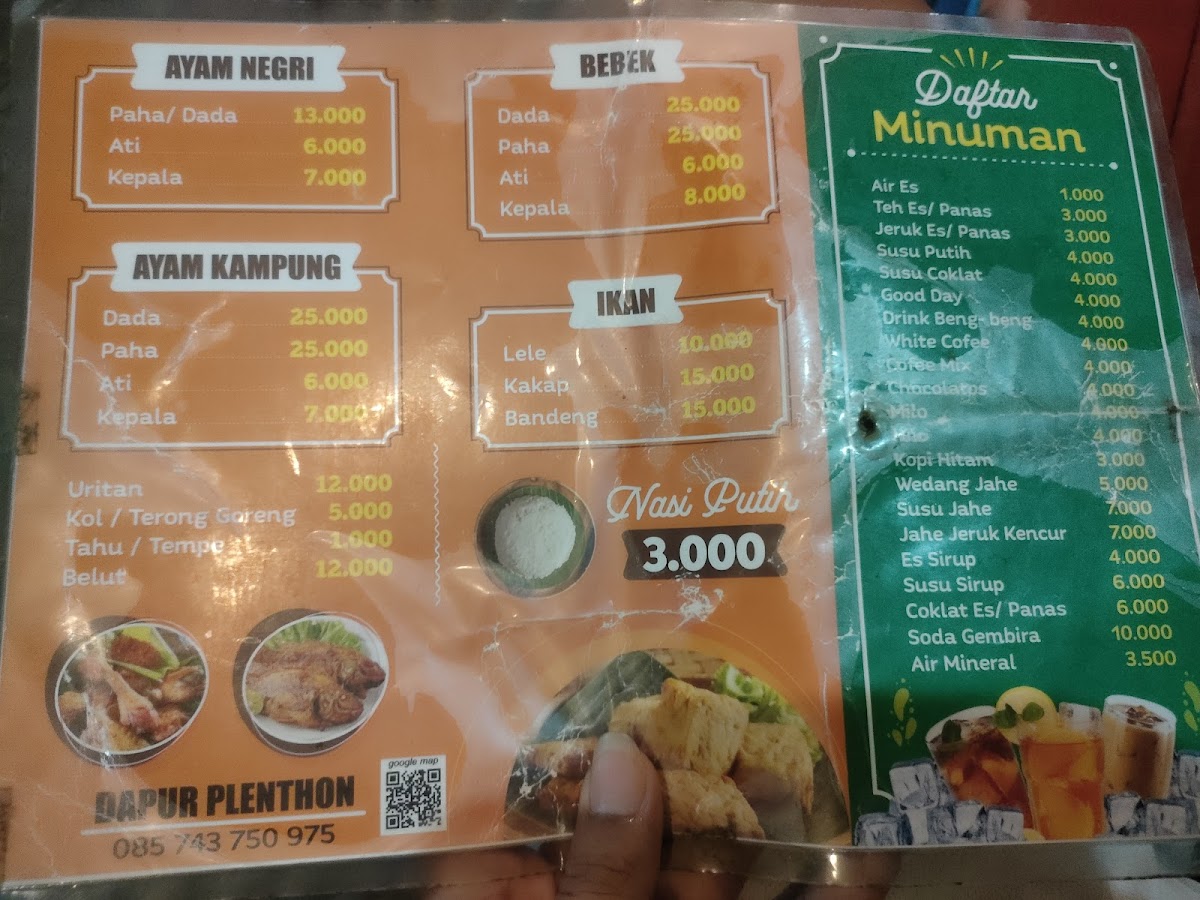 AYAM NEGRI
Paha/ Dada 13.000
Ati 6.000
Kepala 7.000
AYAM KAMPUNG
Dada 25.000
Paha 25.000
Ati 6.000
Kepala 7.000
Uritan 12.000
Kol / Terong Goreng 5.000
Tahu / Tempe 1.000
Belut 12.000
DAPUR PLENTHON
085 743 750 975
google map
BEBEK
Dada 25.000
Paha 25.000
Ati 6.000
Kepala 8.000
IKAN
Lele 10.000
Kakap 15.000
Bandeng 15.000
Nasi Putih
3.000
Daftar
Minuman
Air Es 1.000
Teh Es/ Panas 3.000
Jeruk Es/ Panas 3.000
Susu Putih 4.000
Susu Coklat 4.000
Good Day 4.000
Drink Beng-beng 4.000
White Cofee 4.000
Cofee Mix 4.000
Chocolatos 4.000
Milo 4.000
4.000
Kopi Hitam 3.000
Wedang Jahe 5.000
Susu Jahe 7.000
Jahe Jeruk Kencur 7.000
Es Sirup 4.000
Susu Sirup 6.000
Coklat Es/ Panas 6.000
Soda Gembira 10.000
Air Mineral 3.500